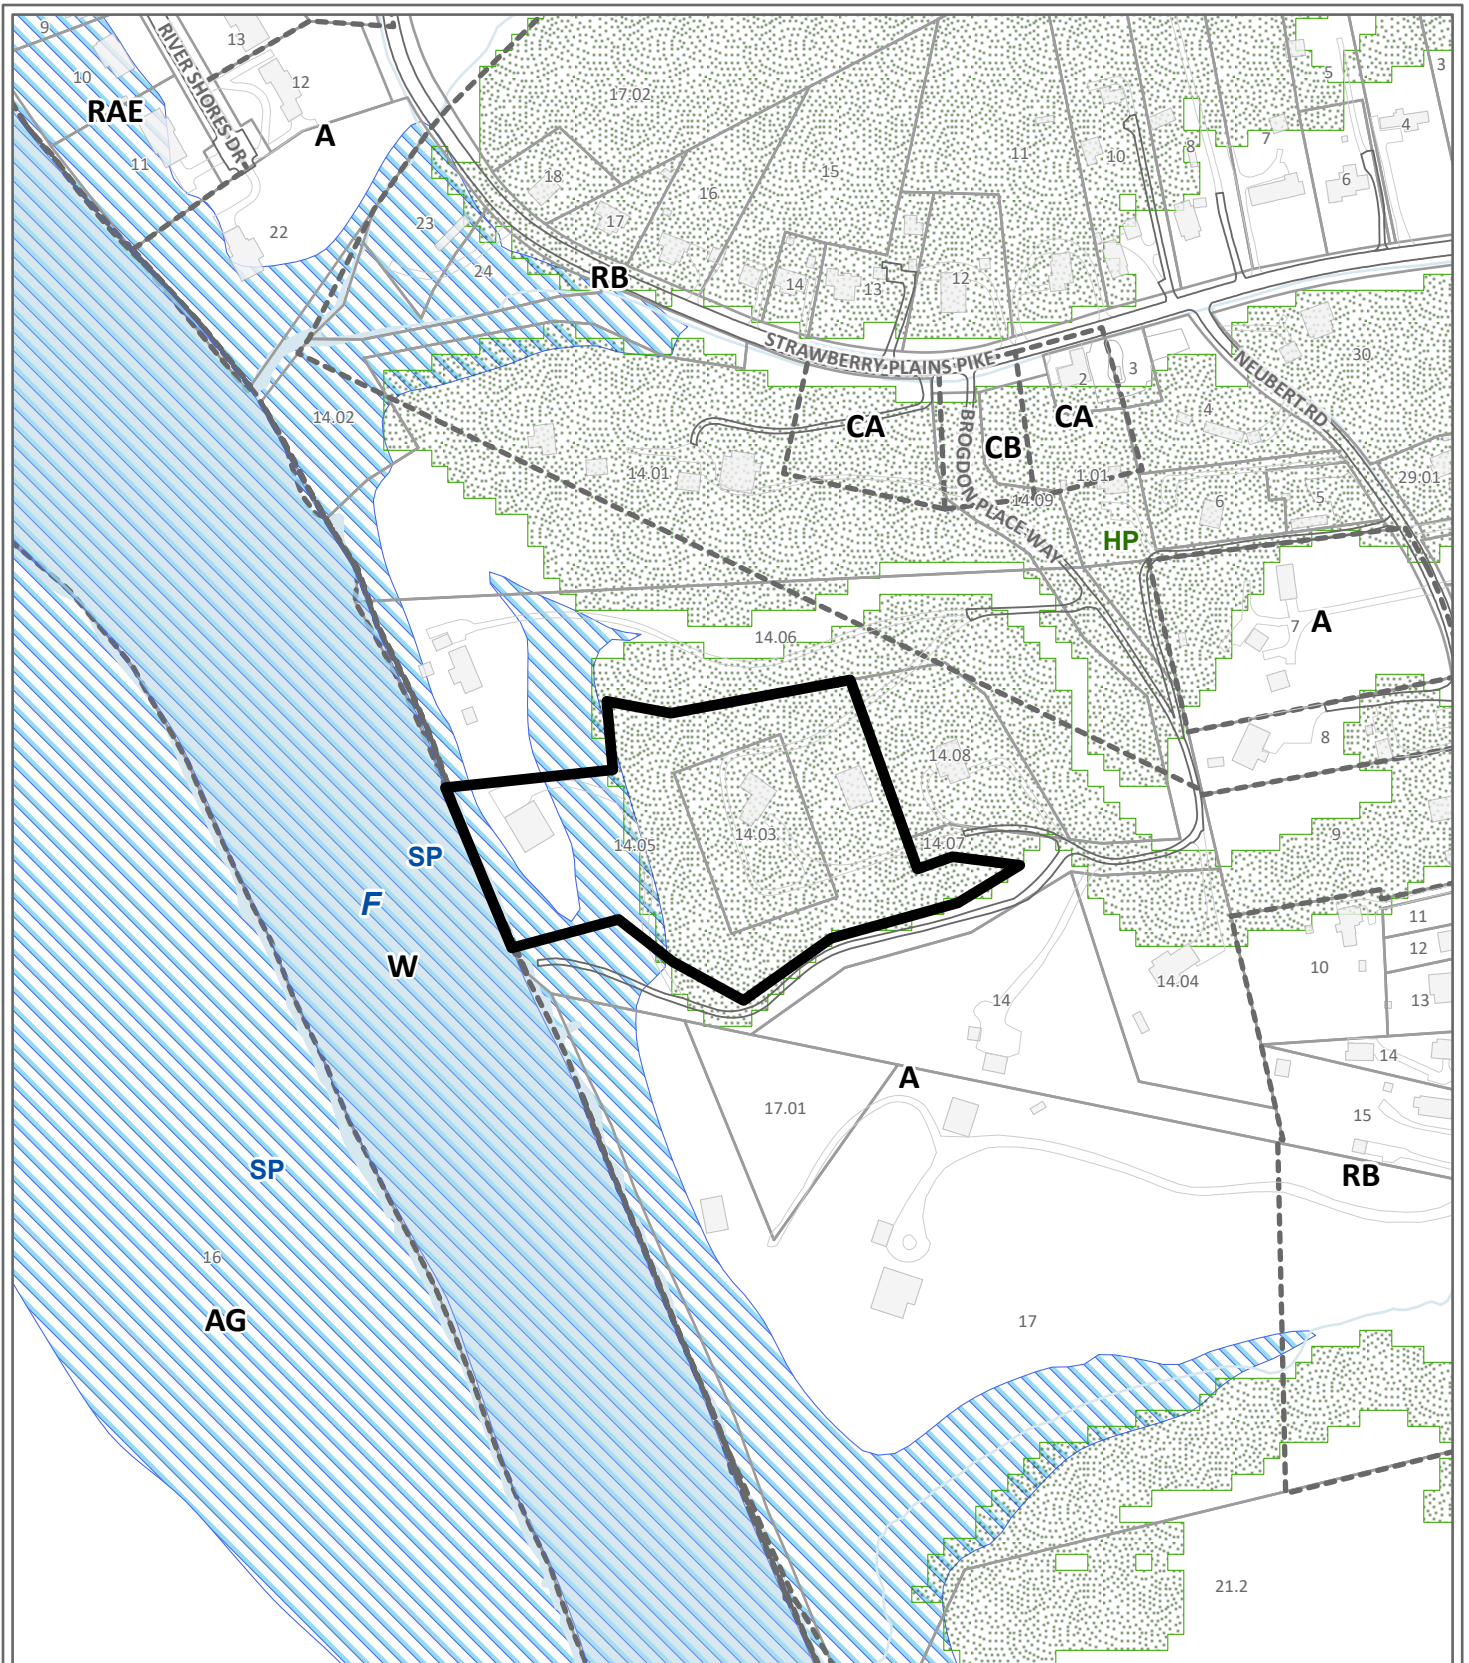 9
13
3
5
10
RIVER SHORES DR
12
17.02
RAE
A
7
4
11
11
8
10
18
15
6
16
23
17
22
24
RB
14
13
12
STRAWBERRY PLAINS PIKE
NEUBERT RD
30
3
2
14.02
CA
CA
4
BROGDON PLACE WAY
CB
14.01
1.01
29.01
14.09
6
5
HP
7
A
14.06
8
14.08
14.03
9
14.05
14.07
SP
F
11
W
12
10
14.04
14
13
14
A
17.01
15
SP
RB
16
AG
17
21.2